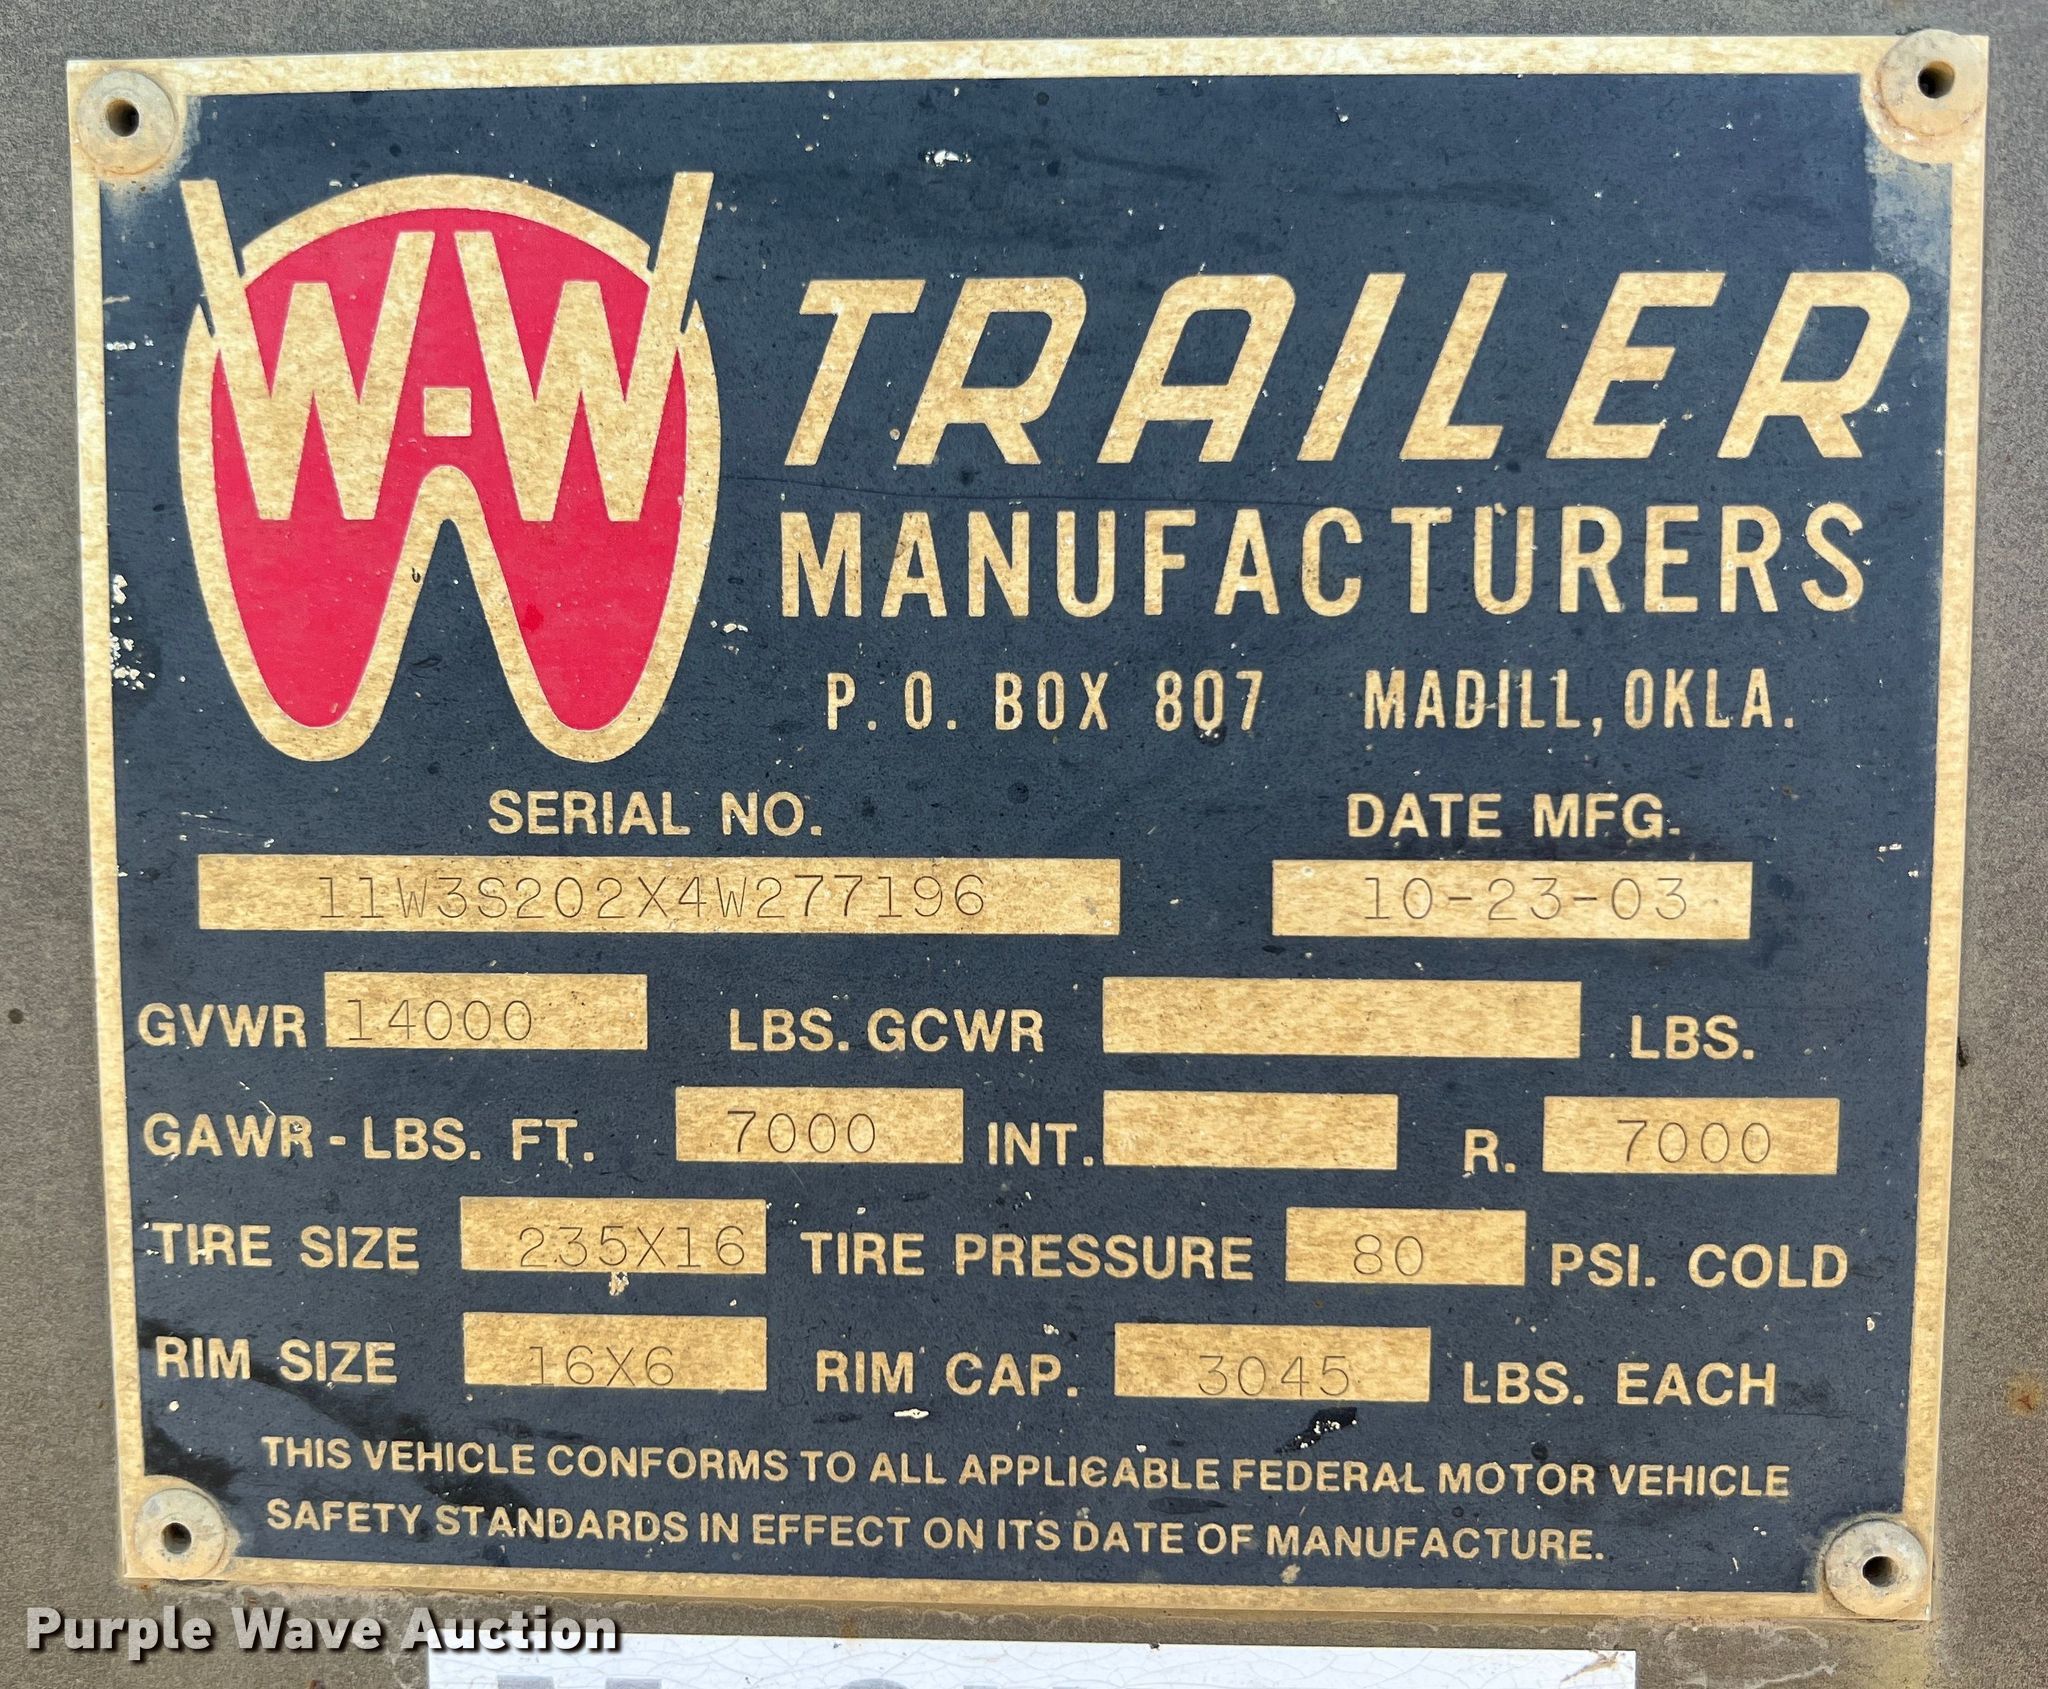 W-W TRAILER
MANUFACTURERS
P. O. BOX 807 MADILL, OKLA.
SERIAL NO. DATE MFG.
11W3S202X4W277196 10-23-03
GVWR 14000 LBS. GCWR LBS.
GAWR - LBS. FT. 7000 INT. R. 7000
TIRE SIZE 235X16 TIRE PRESSURE 80 PSI. COLD
RIM SIZE 16X6 RIM CAP. 3045 LBS. EACH
THIS VEHICLE CONFORMS TO ALL APPLICABLE FEDERAL MOTOR VEHICLE
SAFETY STANDARDS IN EFFECT ON ITS DATE OF MANUFACTURE.
Purple Wave Auction